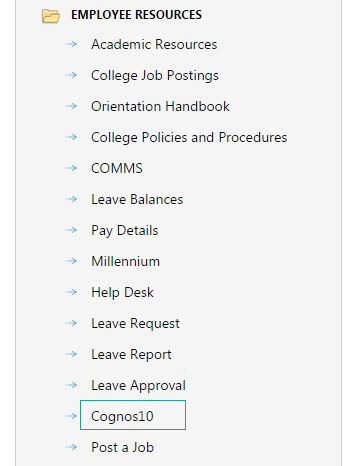 EMPLOYEE RESOURCES
Academic Resources
College Job Postings
Orientation Handbook
College Policies and Procedures
COMMS
Leave Balances
Pay Details
Millennium
Help Desk
Leave Request
Leave Report
Leave Approval
Cognos10
Post a Job